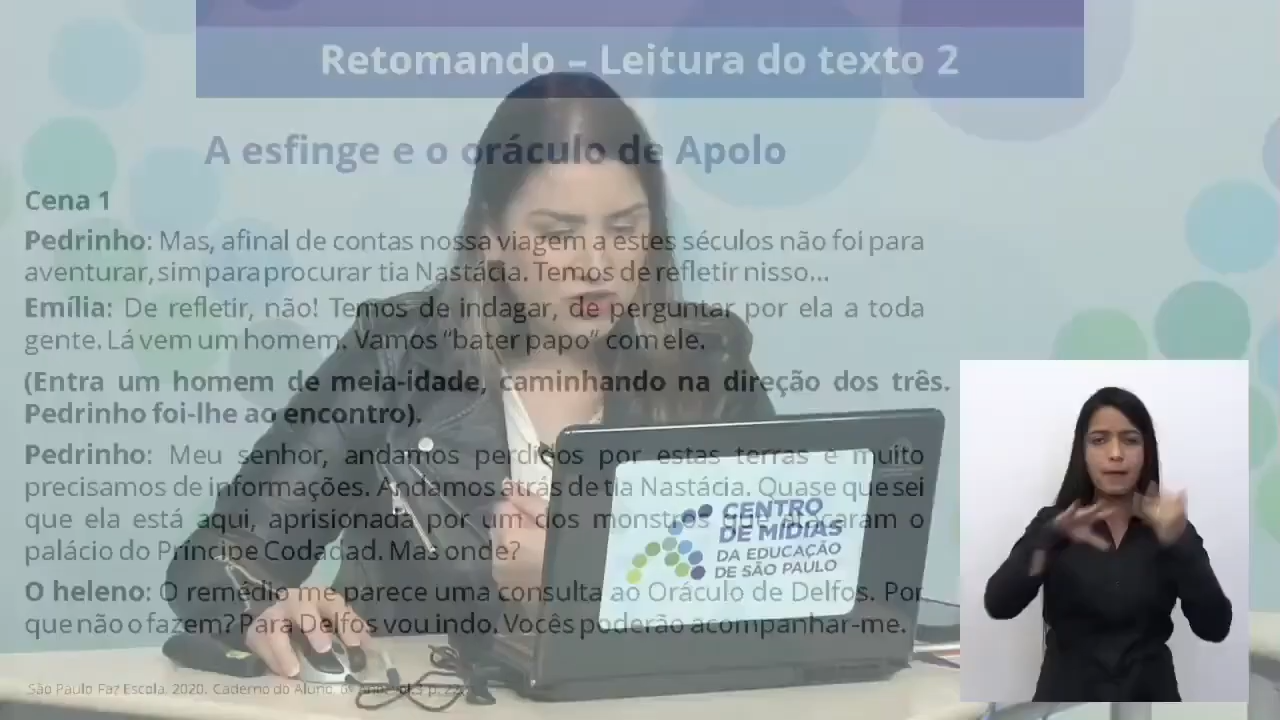 Retomando – Leitura do texto 2
A esfinge e o oráculo de Apolo
Cena 1
Pedrinho: Mas, afinal de contas nossa viagem a estes séculos não foi para
aventurar, sim para procurar tia Nastácia. Temos de refletir nisso...
Emília: De refletir, não! Temos de indagar, de perguntar por ela a toda
gente. Lá vem um homem. Vamos “bater papo” com ele.
(Entra um homem de meia-idade, caminhando na direção dos três.
Pedrinho foi-lhe ao encontro).
Pedrinho: Meu senhor, andamos perdidos por estas terras e muito
precisamos de informações. Andamos atrás de tia Nastácia. Quase que sei
que ela está aqui, aprisionada por um dos monstros que atacaram o
palácio do Príncipe Codadad. Mas onde?
O heleno: O remédio me parece uma consulta ao Oráculo de Delfos. Por
que não o fazem? Para Delfos vou indo. Vocês poderão acompanhar-me.
São Paulo Faz Escola, 2020. Caderno do Aluno,
CENTRO
DE MÍDIAS
DA EDUCAÇÃO
DE SÃO PAULO